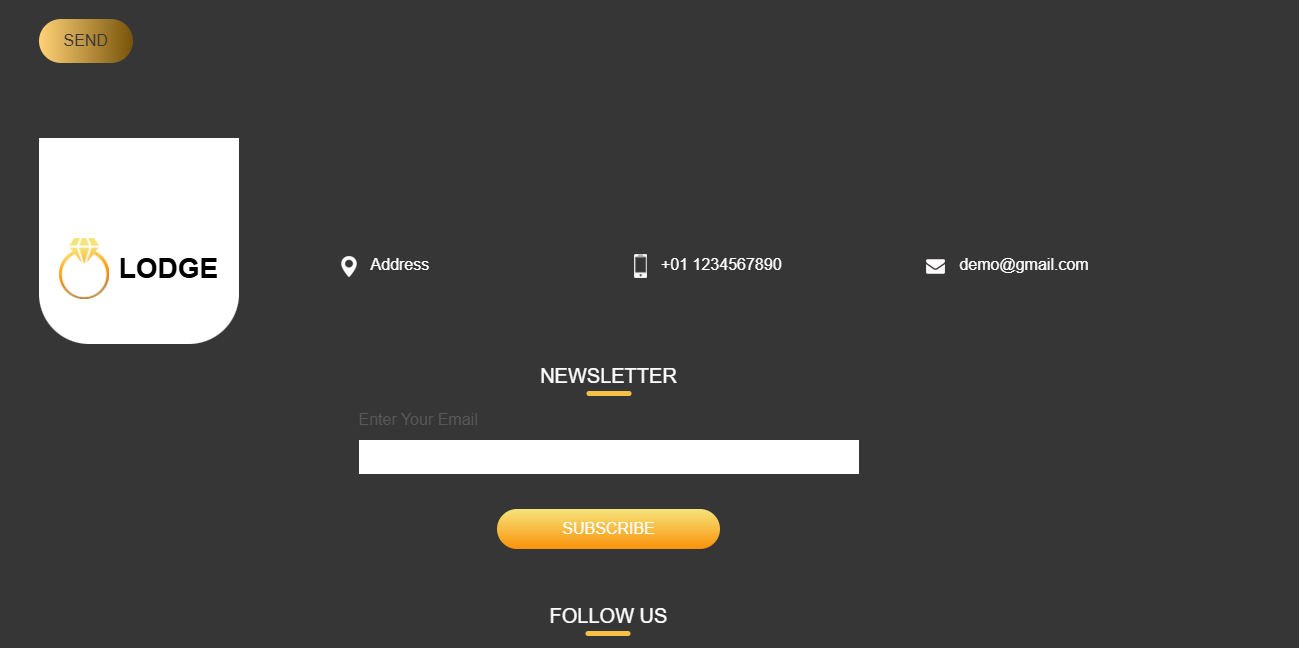 SEND
LODGE
Address
+01 1234567890
demo@gmail.com
NEWSLETTER
Enter Your Email
SUBSCRIBE
FOLLOW US